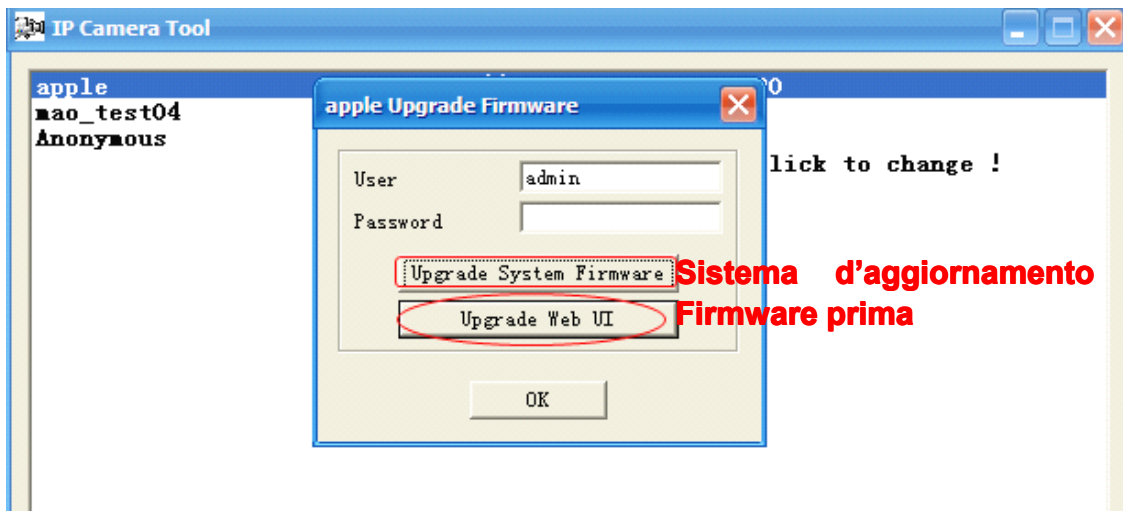 IP Camera Tool
apple
mao_test04
Anonymous
lick to change !
apple Upgrade Firmware
User
admin
Password
Upgrade System Firmware
Upgrade Web UI
OK
Sistema d'aggiornamento
Firmware prima